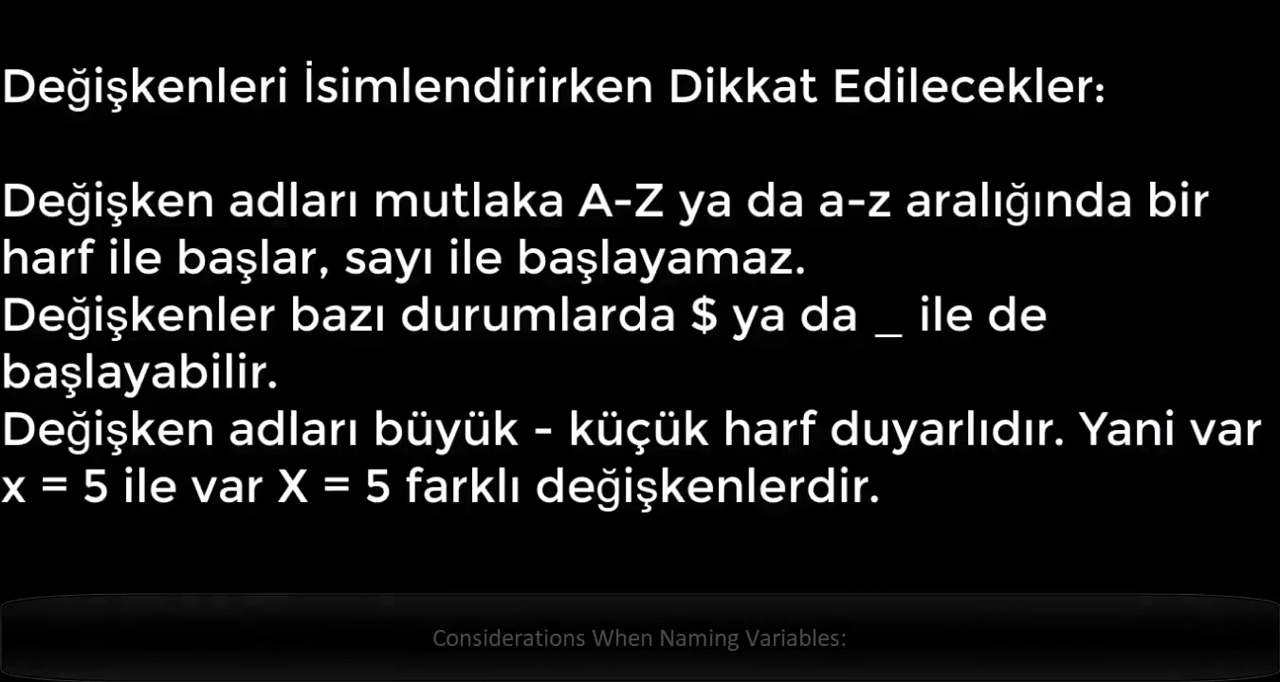 Değişkenleri İsimlendirirken Dikkat Edilecekler:
Değişken adları mutlaka A-Z ya da a-z aralığında bir
harf ile başlar, sayı ile başlayamaz.
Değişkenler bazı durumlarda $ ya da _ ile de
başlayabilir.
Değişken adları büyük - küçük harf duyarlıdır. Yani var
x = 5 ile var X = 5 farklı değişkenlerdir.
Considerations When Naming Variables: